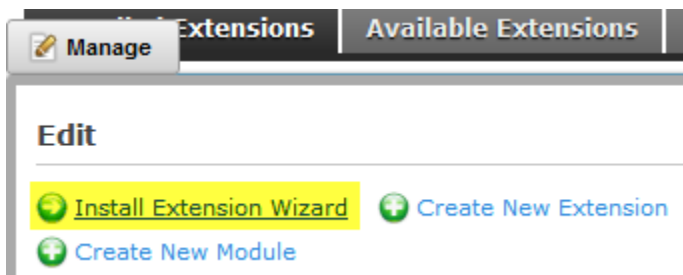 Extensions Available Extensions
Manage
Edit
Install Extension Wizard Create New Extension
Create New Module